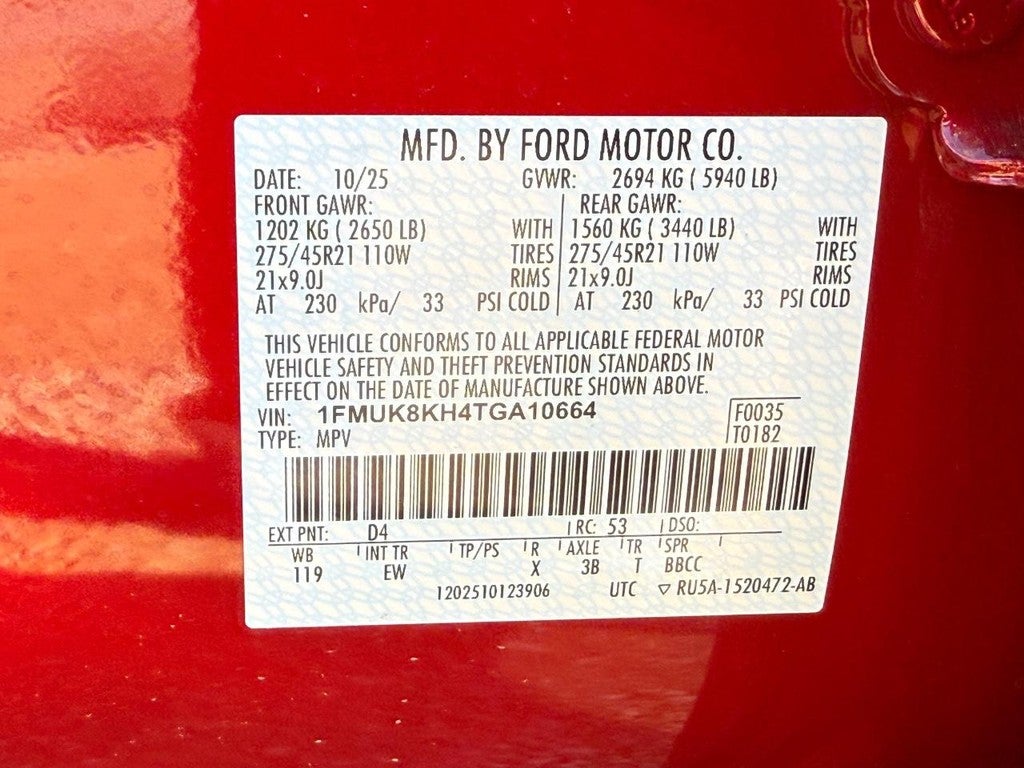 MFD. BY FORD MOTOR CO.
DATE: 10/25 GVWR: 2694 KG ( 5940 LB)
FRONT GAWR: REAR GAWR:
1202 KG ( 2650 LB) WITH 1560 KG ( 3440 LB) WITH
275/45R21 110W TIRES 275/45R21 110W TIRES
21x9.0J RIMS 21x9.0J RIMS
AT 230 kPa/ 33 PSI COLD AT 230 kPa/ 33 PSI COLD
THIS VEHICLE CONFORMS TO ALL APPLICABLE FEDERAL MOTOR
VEHICLE SAFETY AND THEFT PREVENTION STANDARDS IN
EFFECT ON THE DATE OF MANUFACTURE SHOWN ABOVE.
VIN: 1FMUK8KH4TGA10664 F0035
TYPE: MPV T0182
EXT PNT: D4 RC: 53 DSO:
WB INT TR TP/PS R AXLE TR SPR
119 EW X 3B T BBCC
1202510123906 UTC ▽ RU5A-1520472-AB